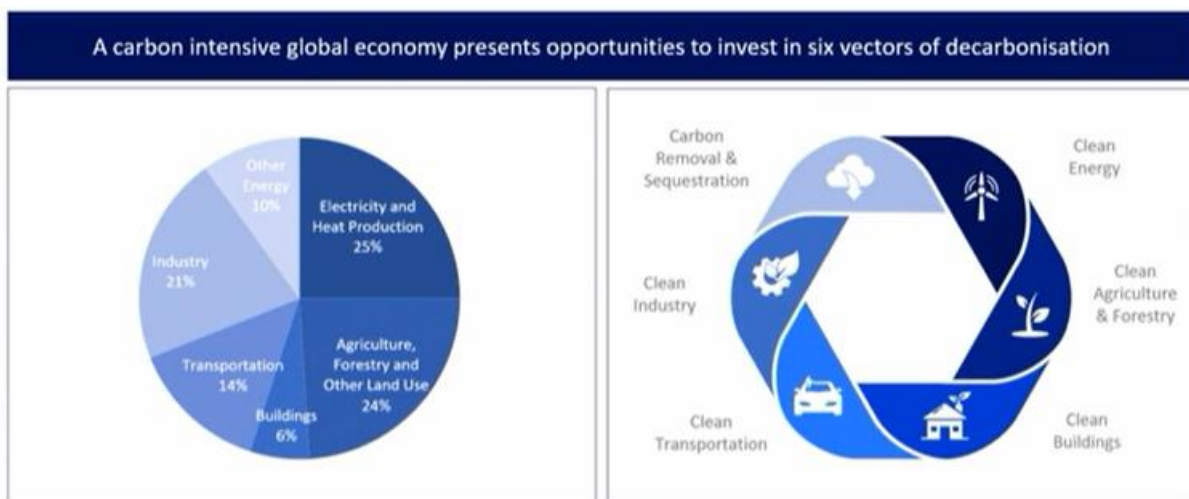 A carbon intensive global economy presents opportunities to invest in six vectors of decarbonisation
Other
Energy
10%
Electricity and
Heat Production
25%
Industry
21%
Agriculture,
Forestry and
Other Land Use
24%
Transportation
14%
Buildings
6%
Carbon
Removal &
Sequestration
Clean
Energy
Clean
Industry
Clean
Agriculture
& Forestry
Clean
Transportation
Clean
Buildings